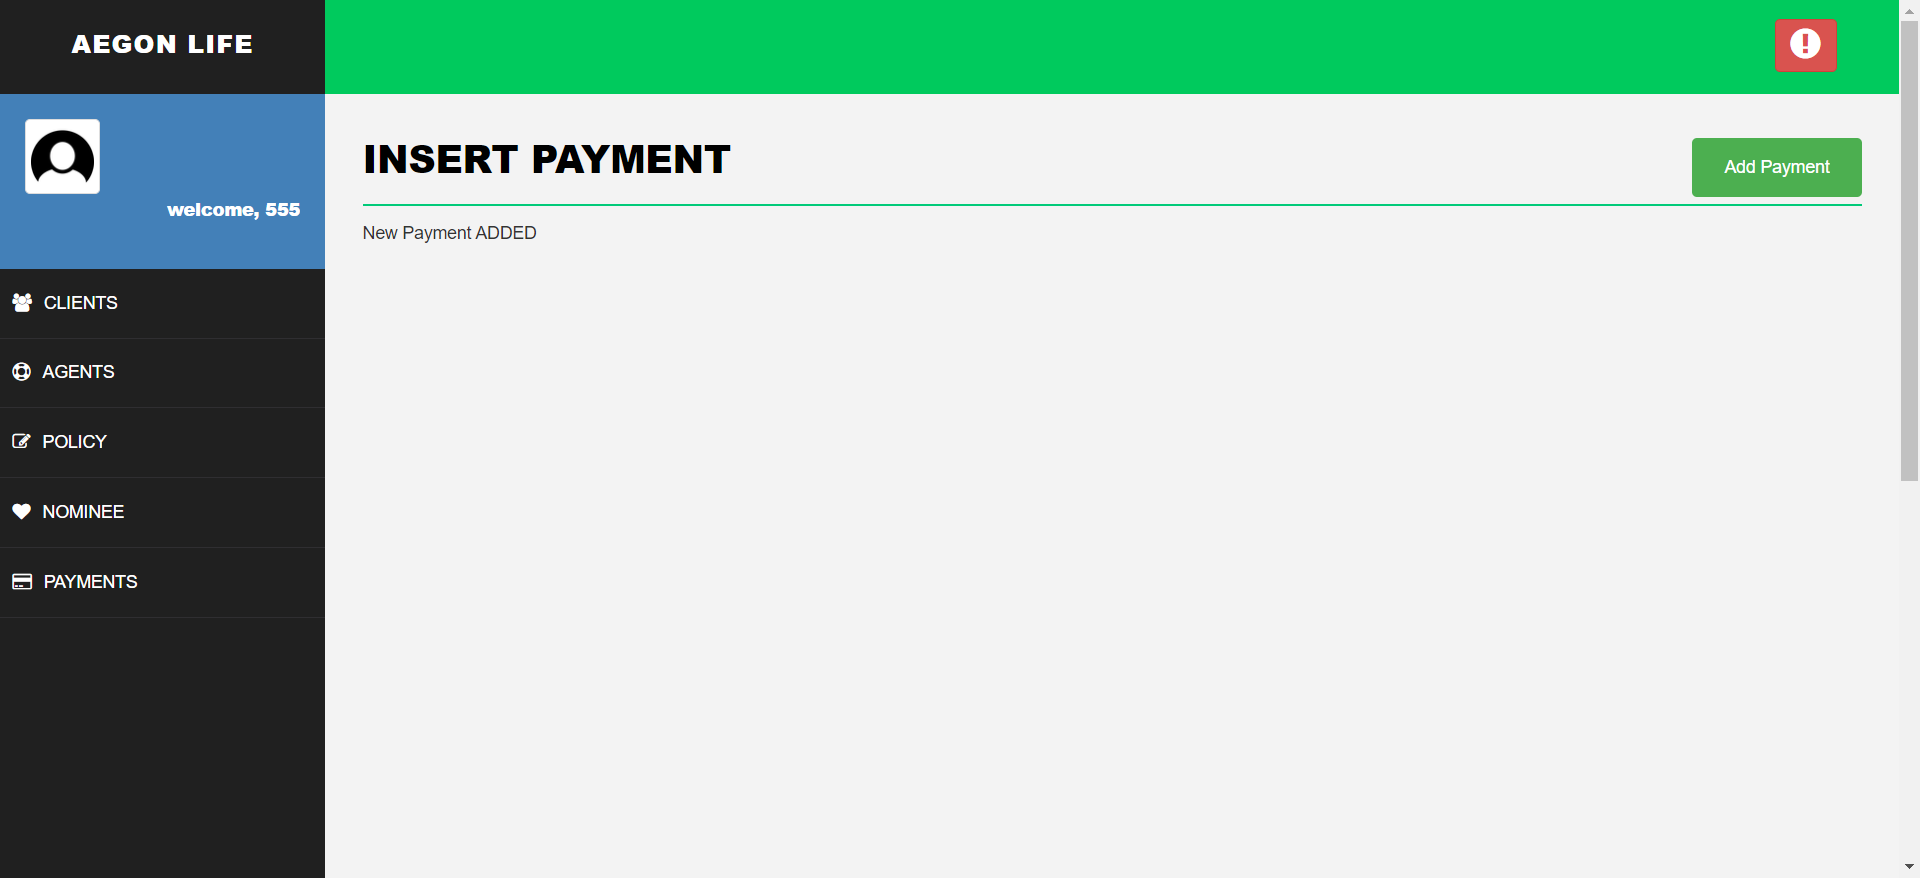 AEGON LIFE
welcome, 555
CLIENTS
AGENTS
POLICY
NOMINEE
PAYMENTS
INSERT PAYMENT
Add Payment
New Payment ADDED